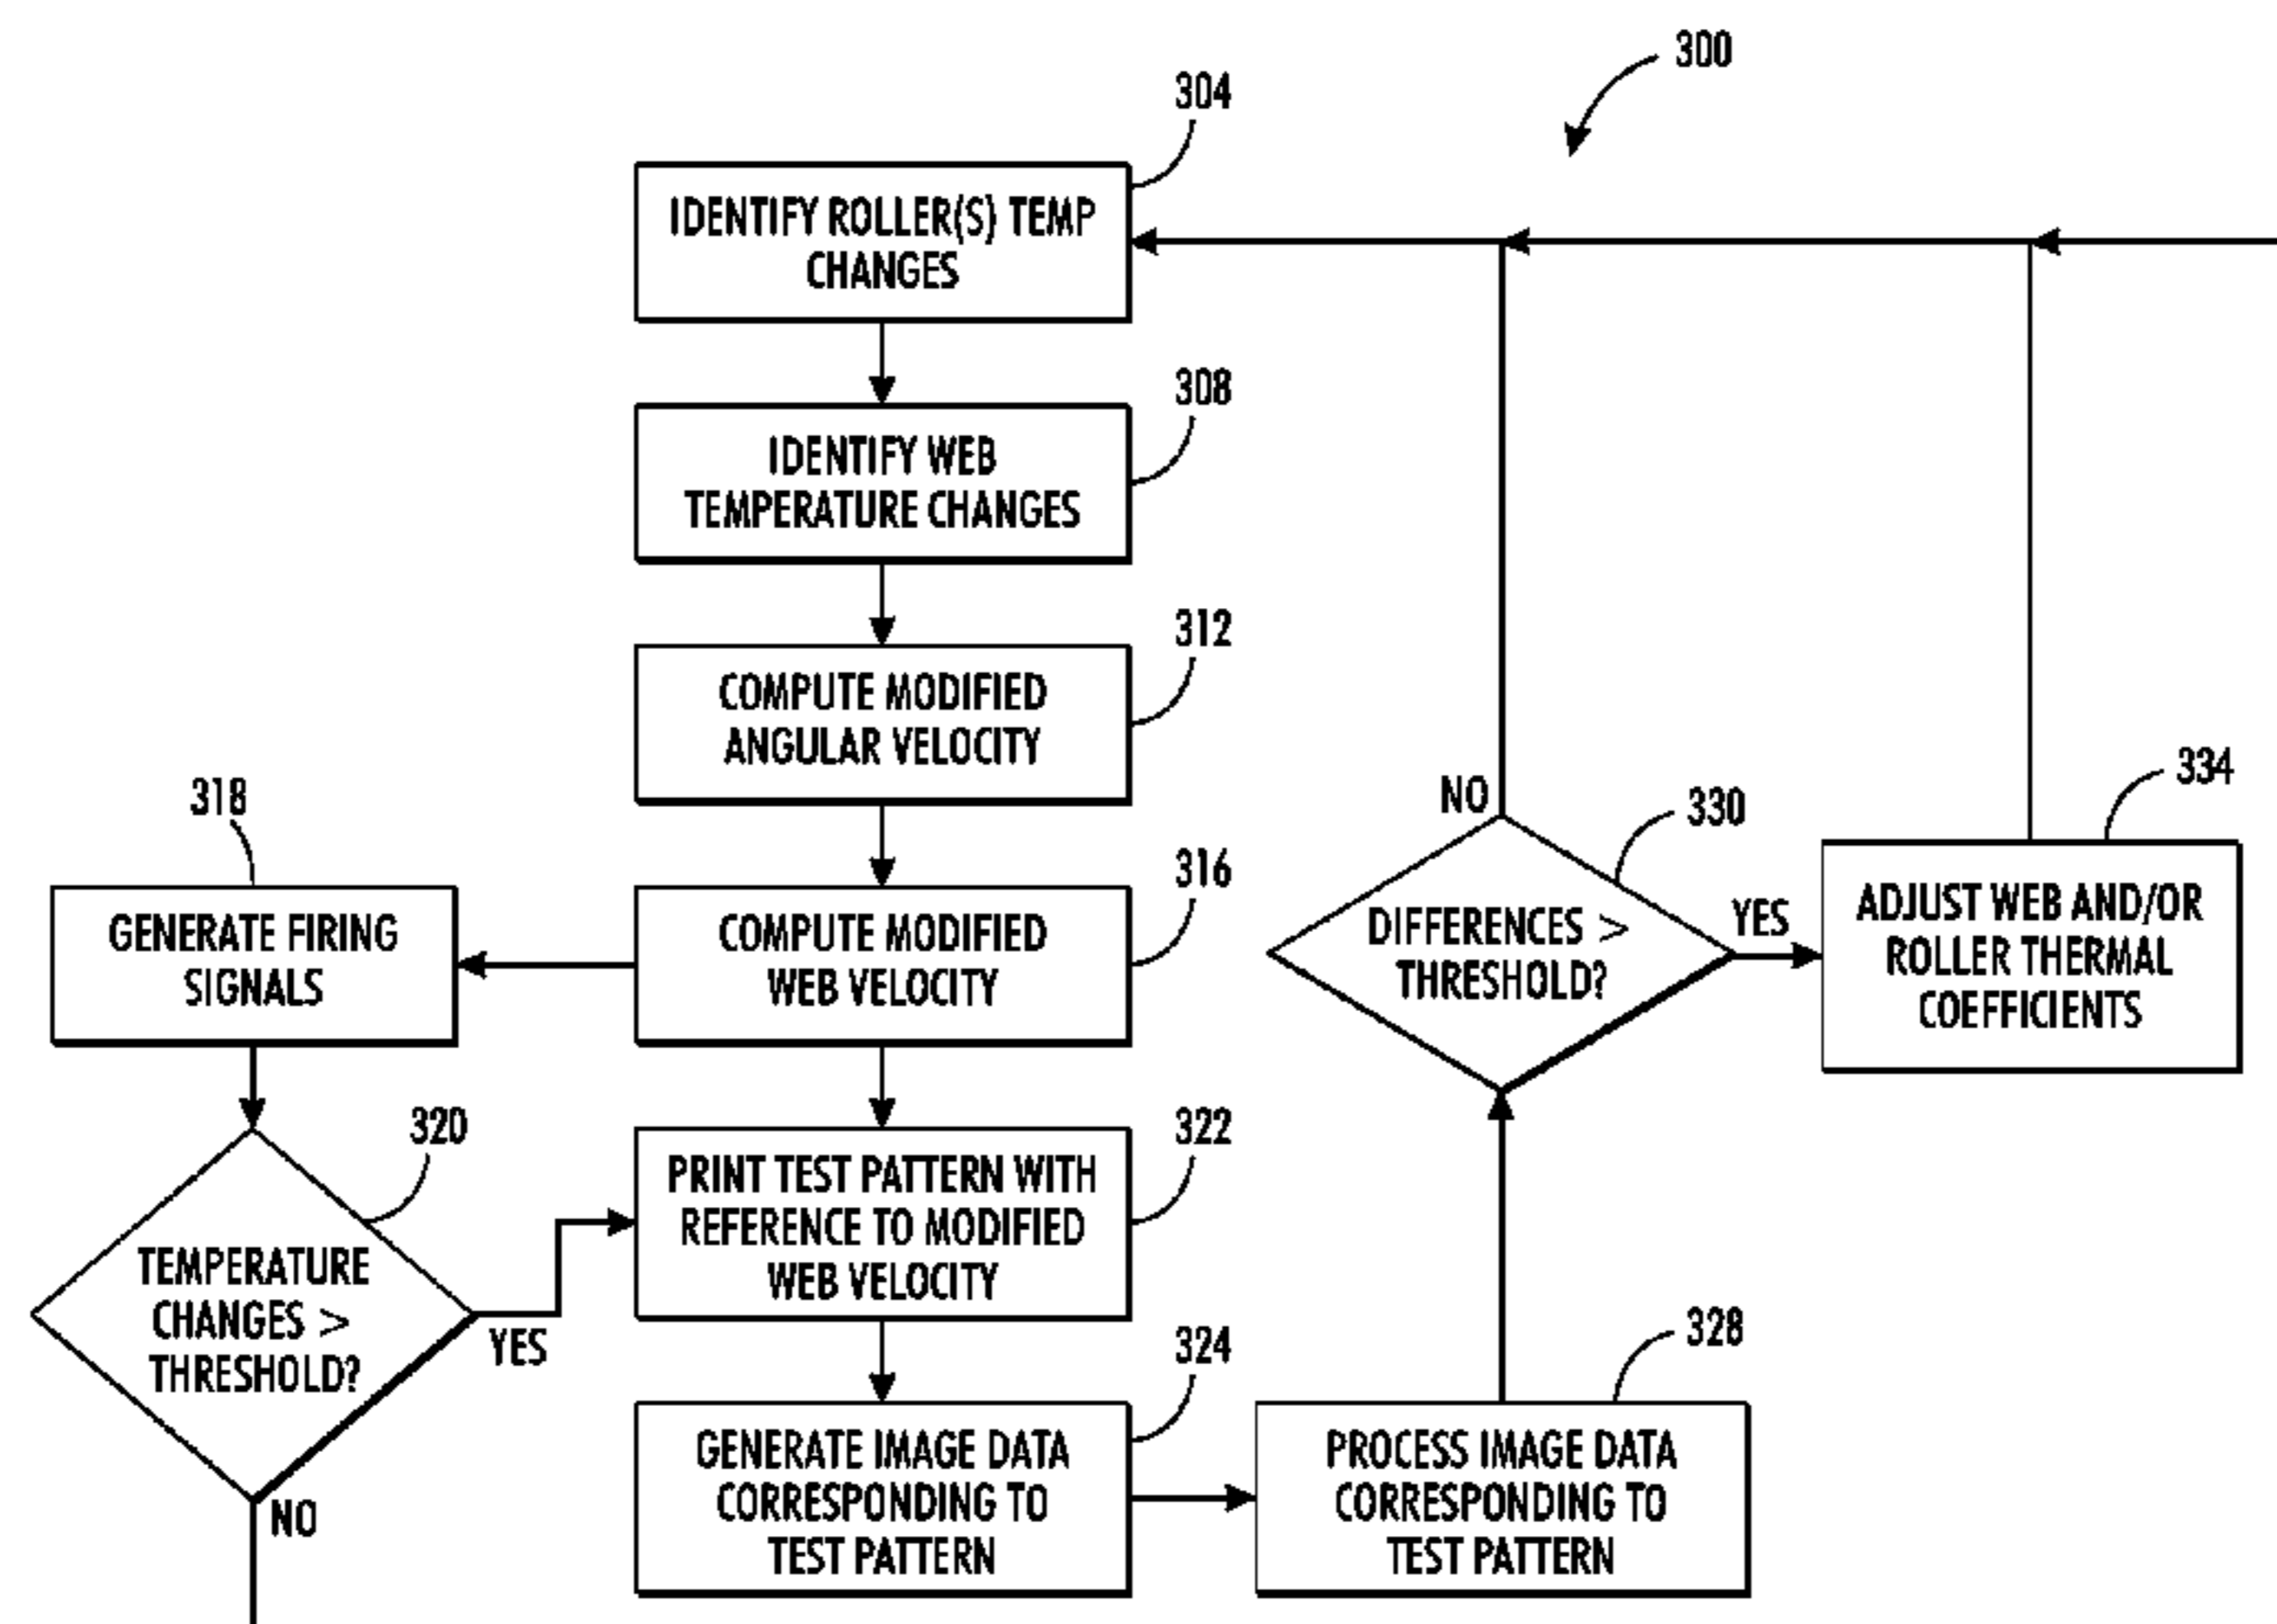 300
304
IDENTIFY ROLLER(S) TEMP
CHANGES
308
IDENTIFY WEB
TEMPERATURE CHANGES
312
COMPUTE MODIFIED
ANGULAR VELOCITY
316
COMPUTE MODIFIED
WEB VELOCITY
318
GENERATE FIRING
SIGNALS
320
TEMPERATURE
CHANGES >
THRESHOLD?
YES
NO
322
PRINT TEST PATTERN WITH
REFERENCE TO MODIFIED
WEB VELOCITY
324
GENERATE IMAGE DATA
CORRESPONDING TO
TEST PATTERN
328
PROCESS IMAGE DATA
CORRESPONDING TO
TEST PATTERN
330
DIFFERENCES >
THRESHOLD?
NO
YES
334
ADJUST WEB AND/OR
ROLLER THERMAL
COEFFICIENTS